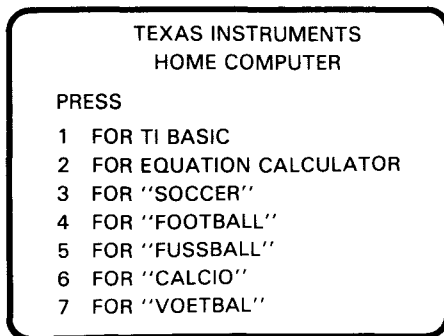 TEXAS INSTRUMENTS
HOME COMPUTER
PRESS
1 FOR TI BASIC
2 FOR EQUATION CALCULATOR
3 FOR ''SOCCER''
4 FOR ''FOOTBALL''
5 FOR ''FUSSBALL''
6 FOR ''CALCIO''
7 FOR ''VOETBAL''